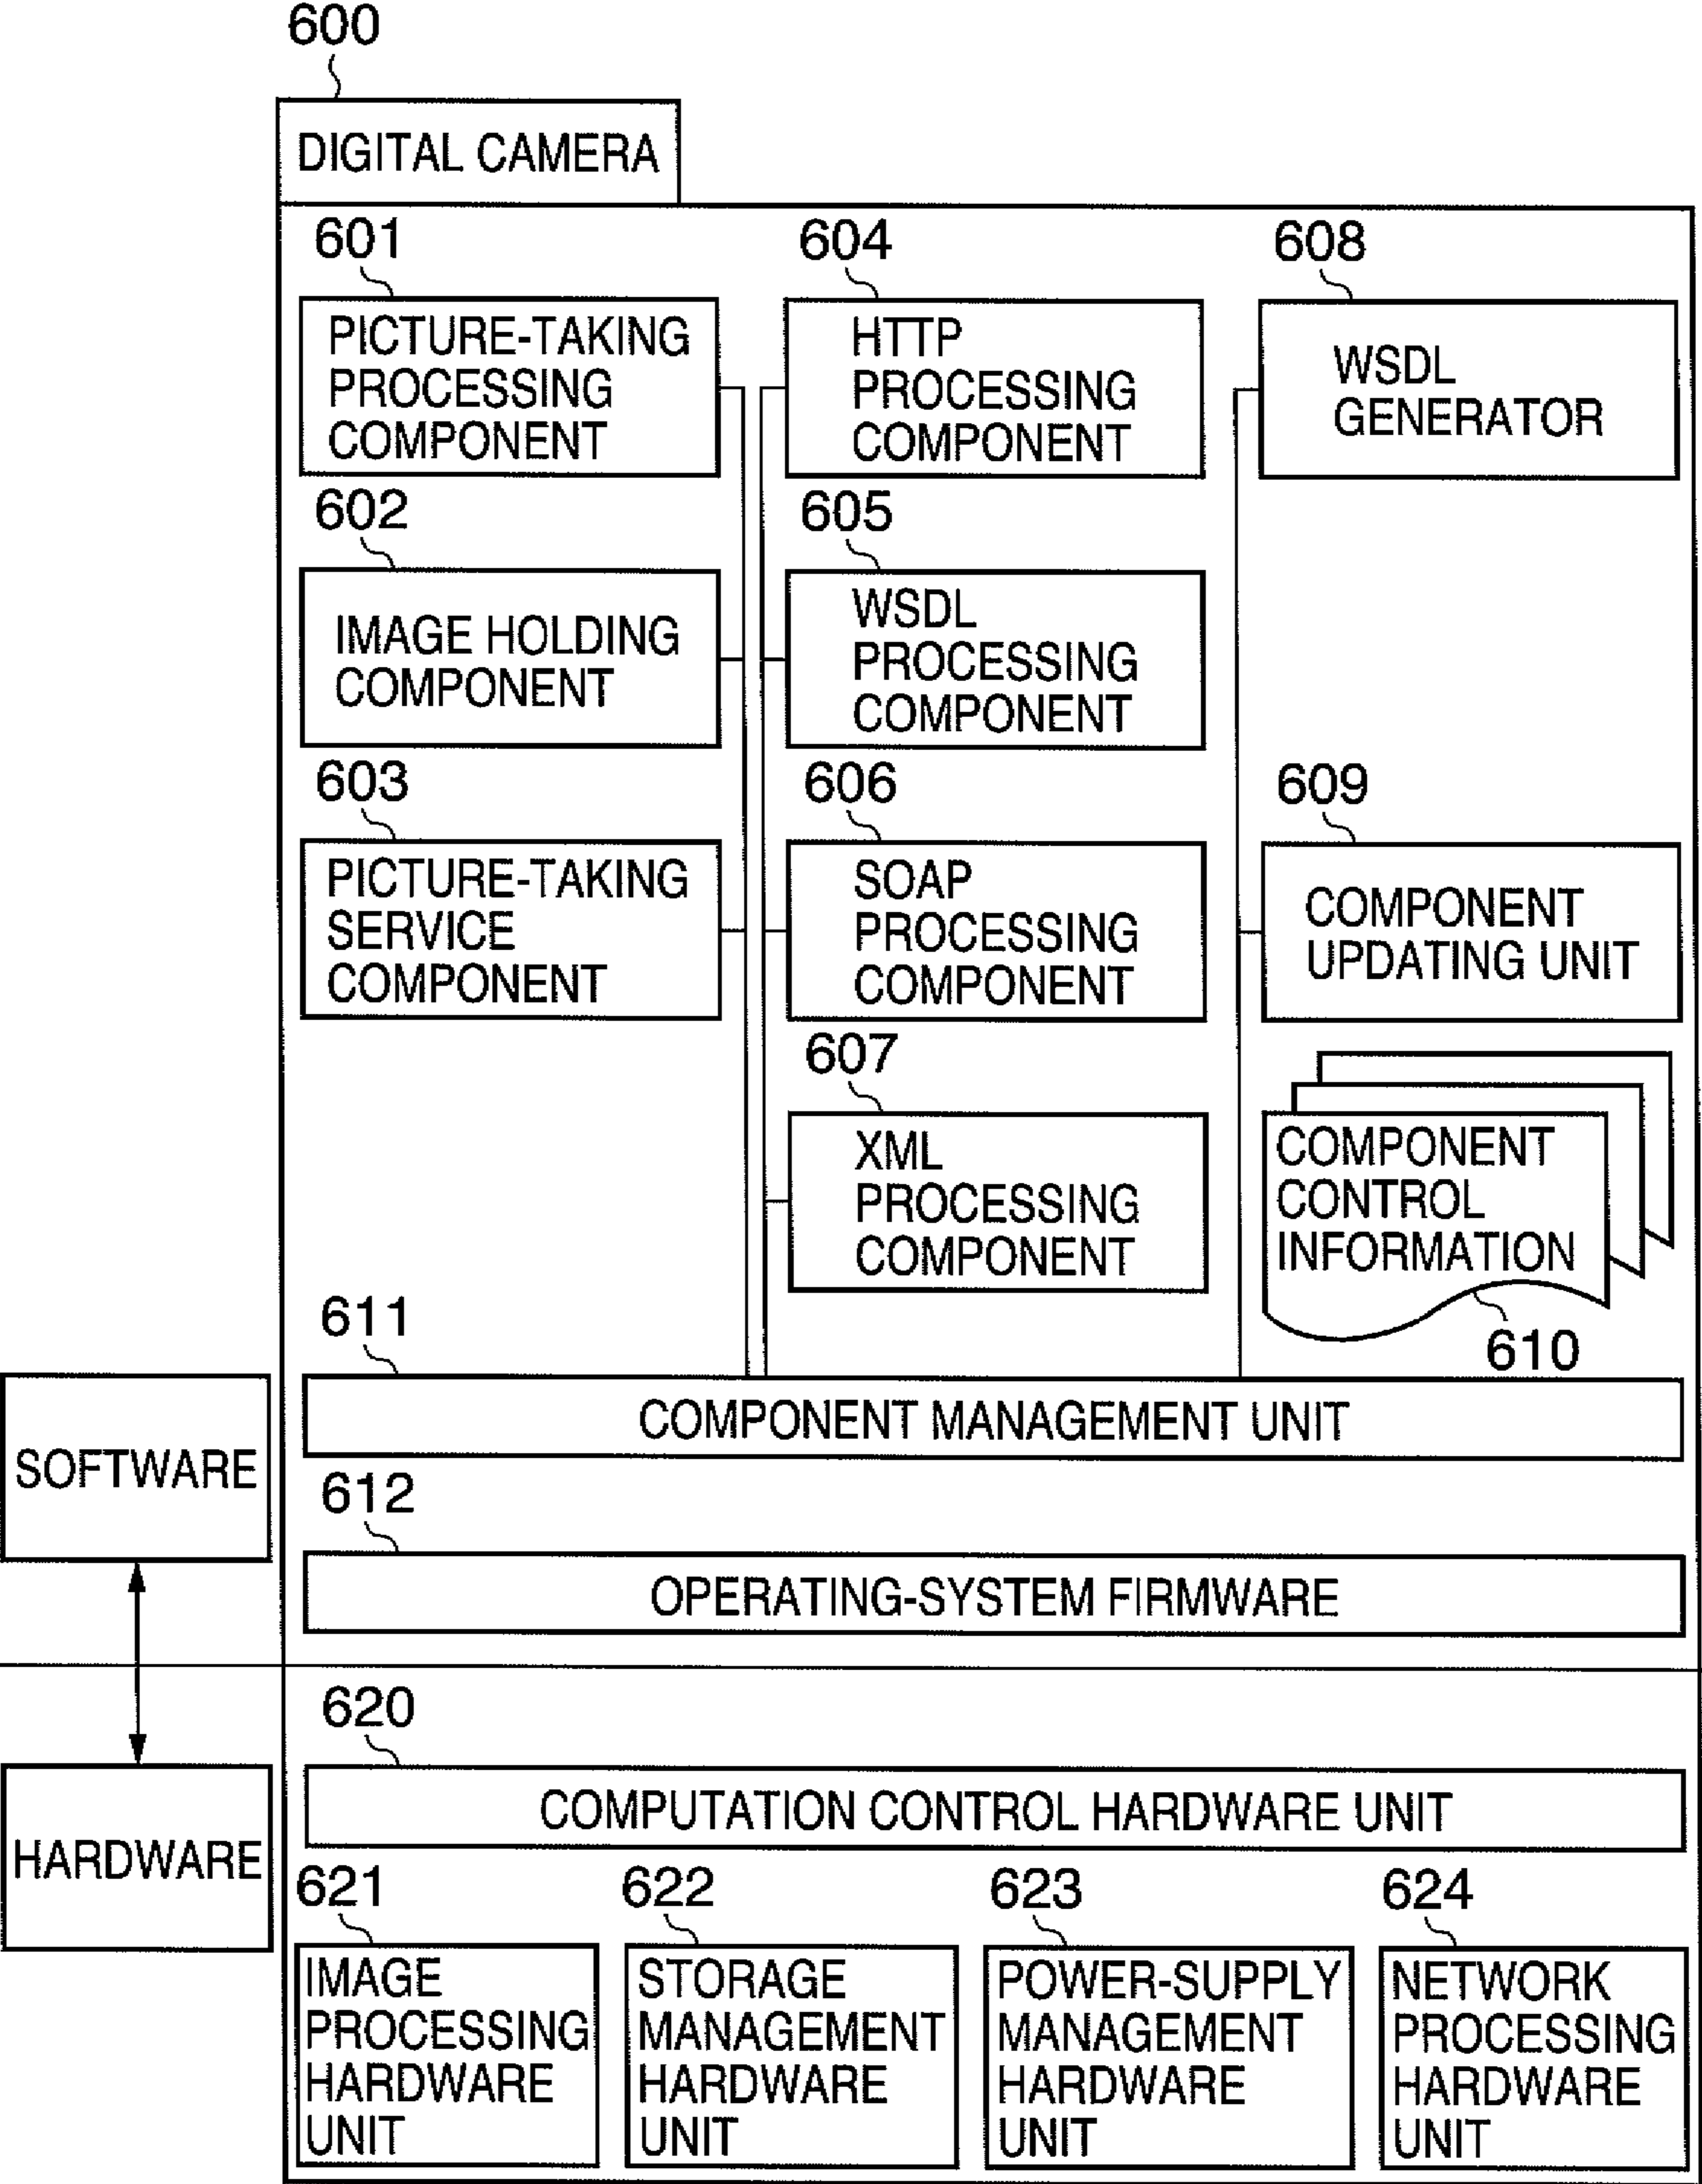 600
DIGITAL CAMERA
601
PICTURE-TAKING
PROCESSING
COMPONENT
602
IMAGE HOLDING
COMPONENT
603
PICTURE-TAKING
SERVICE
COMPONENT
604
HTTP
PROCESSING
COMPONENT
605
WSDL
PROCESSING
COMPONENT
606
SOAP
PROCESSING
COMPONENT
607
XML
PROCESSING
COMPONENT
608
WSDL
GENERATOR
609
COMPONENT
UPDATING UNIT
COMPONENT
CONTROL
INFORMATION
610
611
COMPONENT MANAGEMENT UNIT
SOFTWARE
612
OPERATING-SYSTEM FIRMWARE
620
COMPUTATION CONTROL HARDWARE UNIT
HARDWARE
621
IMAGE
PROCESSING
HARDWARE
UNIT
622
STORAGE
MANAGEMENT
HARDWARE
UNIT
623
POWER-SUPPLY
MANAGEMENT
HARDWARE
UNIT
624
NETWORK
PROCESSING
HARDWARE
UNIT